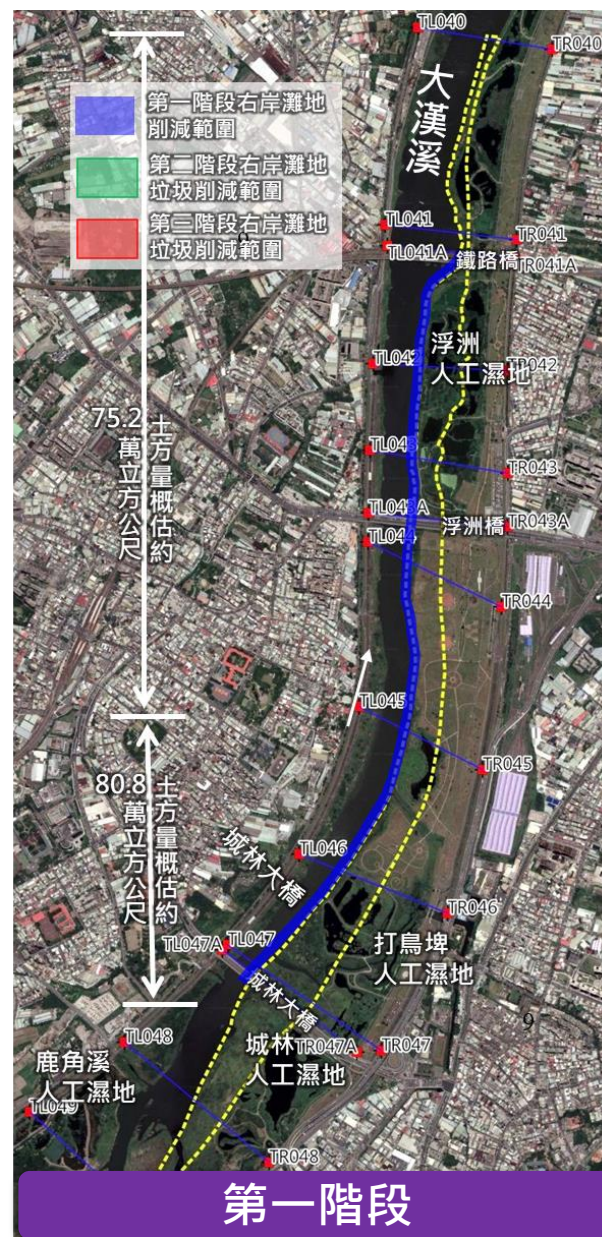 TL040
TR040
大漢溪
第一階段右岸灘地
削減範圍
第二階段右岸灘地
垃圾削減範圍
第三階段右岸灘地
垃圾削減範圍
TL041
TR041
TL041A
鐵路橋
TR041A
浮洲
人工濕地
TL042
TR042
土方量概估約
75.2
萬立方公尺
TL043
TR043
TL043A
浮洲橋
TR043A
TL044
TR044
TL045
TR045
土方量概估約
80.8
萬立方公尺
城林大橋
TL046
TR046
打鳥埤
人工濕地
TL047A
TL047
城林大橋
TR047A
TR047
城林
人工濕地
9
TL048
鹿角溪
人工濕地
TL049
TR048
第一階段